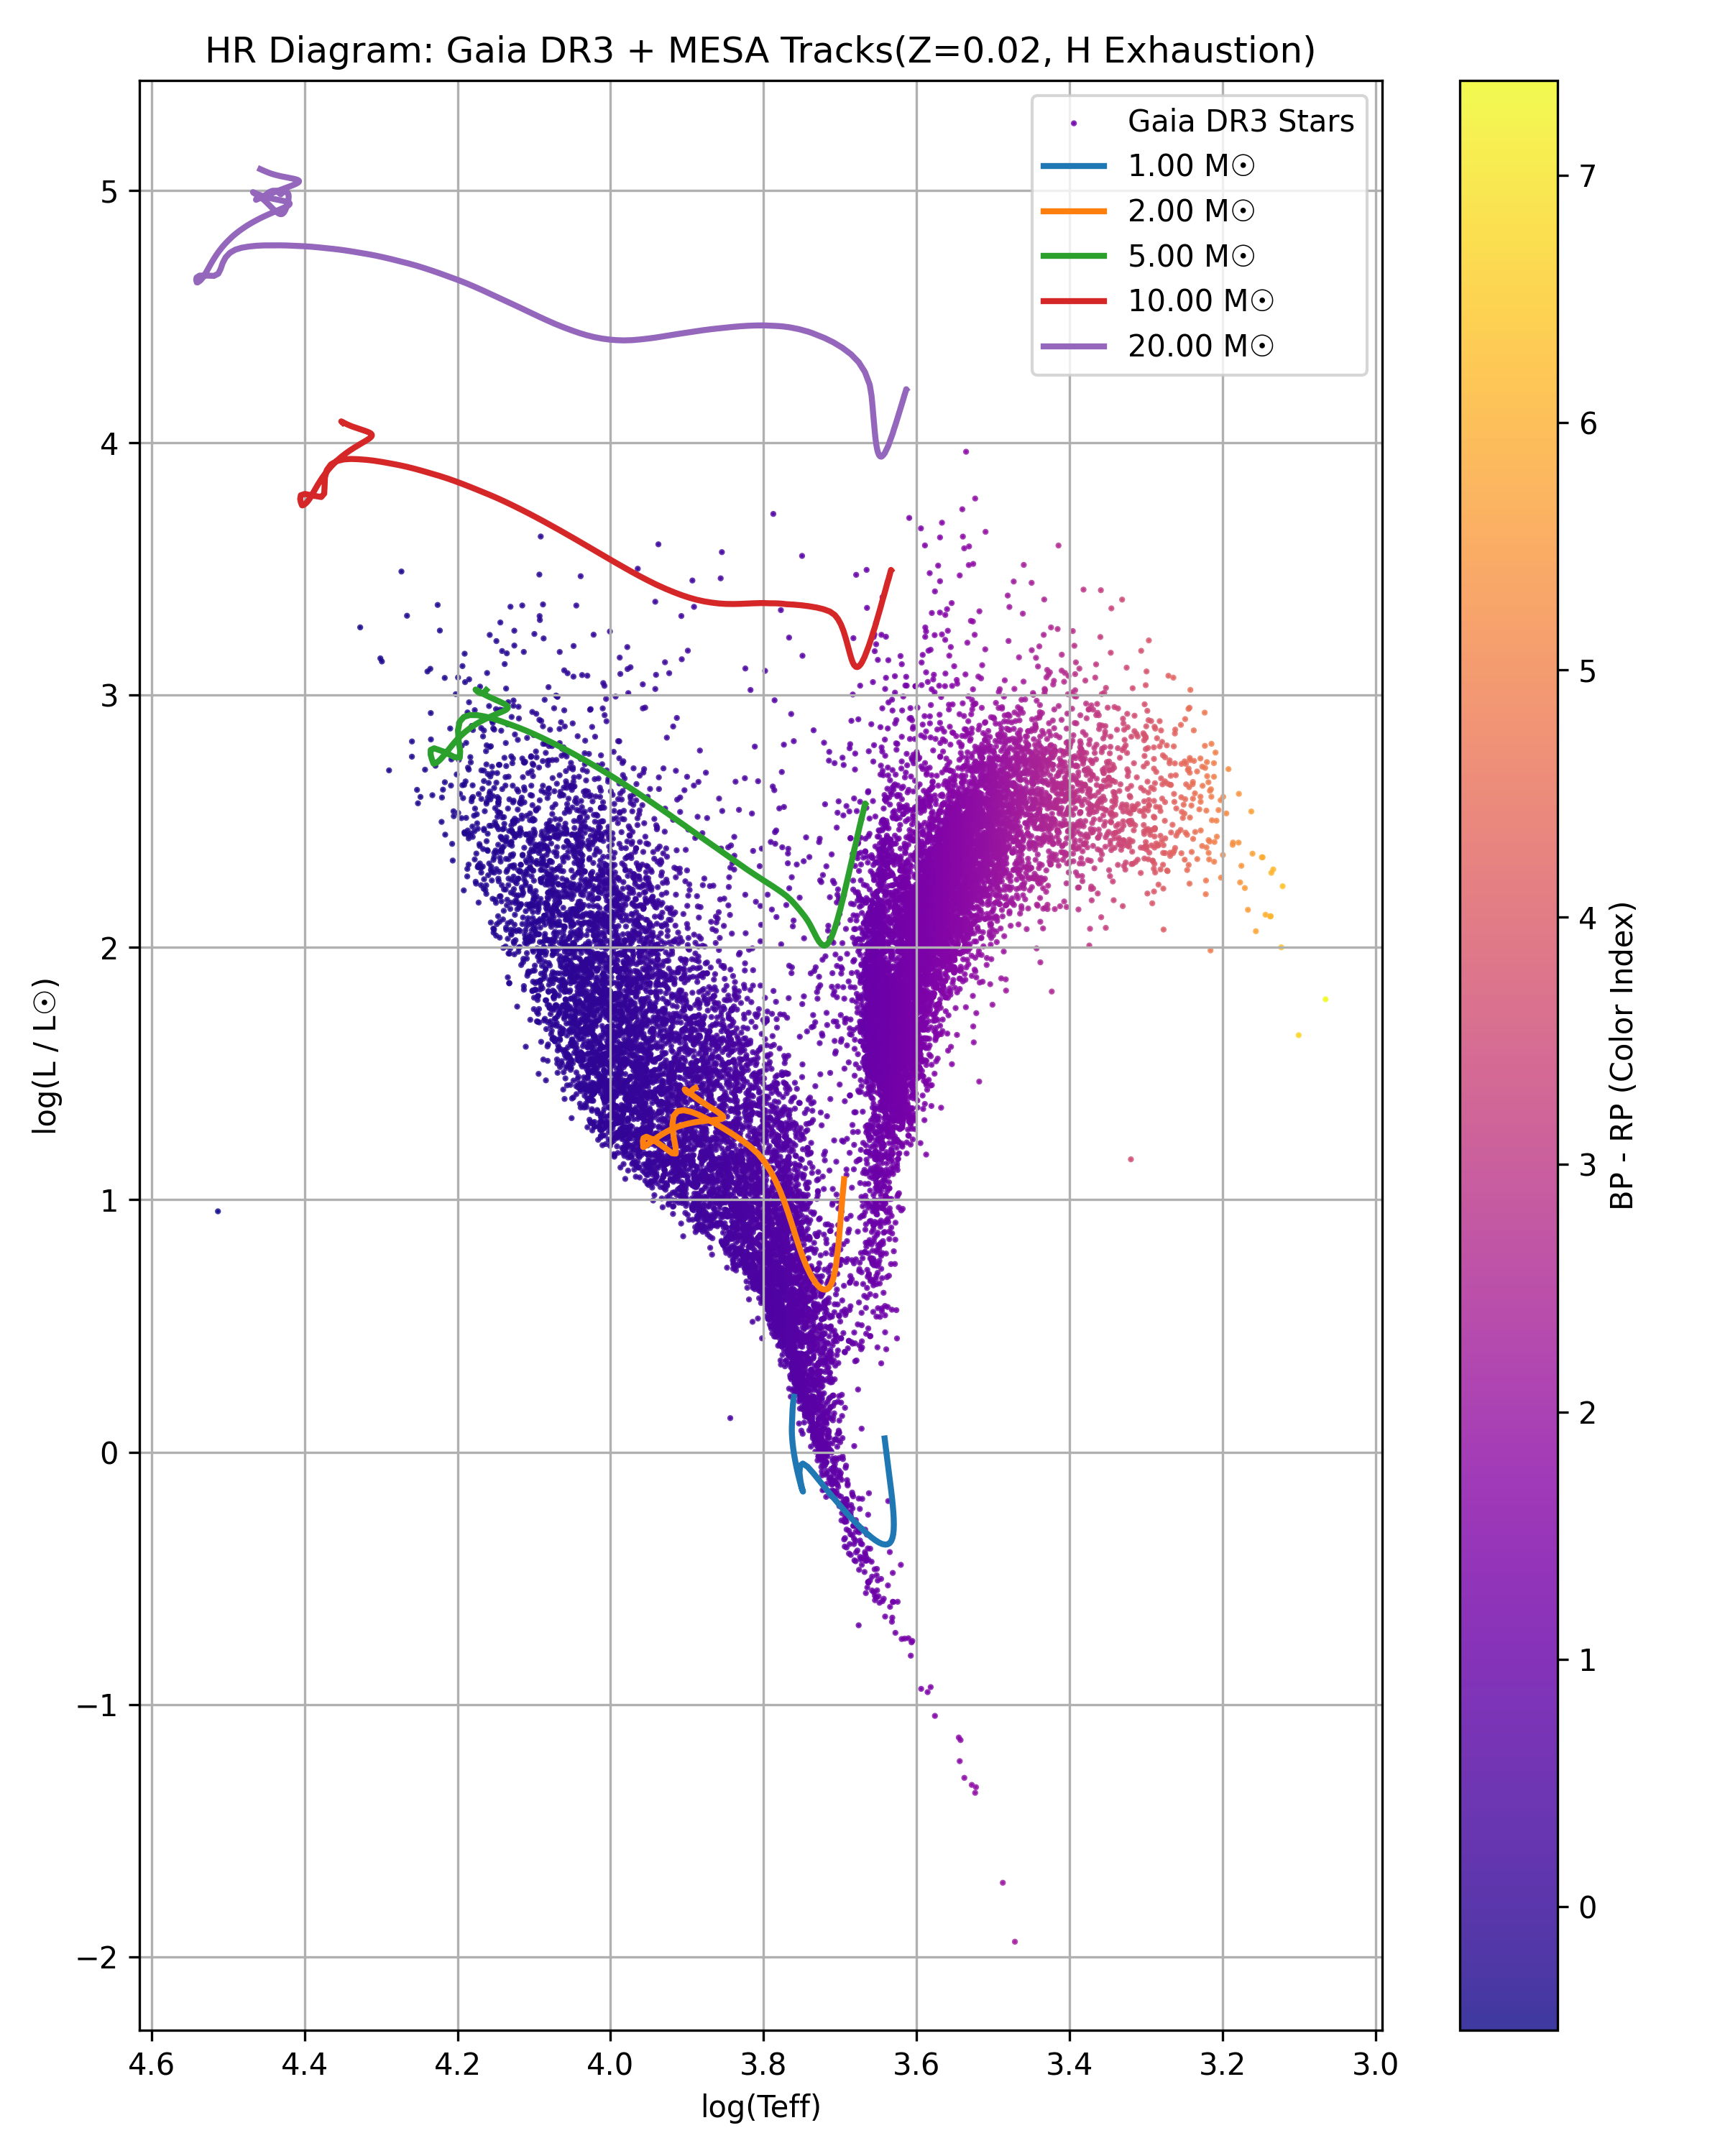 HR Diagram: Gaia DR3 + MESA Tracks(Z=0.02, H Exhaustion)
Gaia DR3 Stars
1.00 M☉
2.00 M☉
5.00 M☉
10.00 M☉
20.00 M☉
log(L / L☉)
5
4
3
2
1
0
−1
−2
4.6 4.4 4.2 4.0 3.8 3.6 3.4 3.2 3.0
log(Teff)
7
6
5
4
3
2
1
0
BP - RP (Color Index)